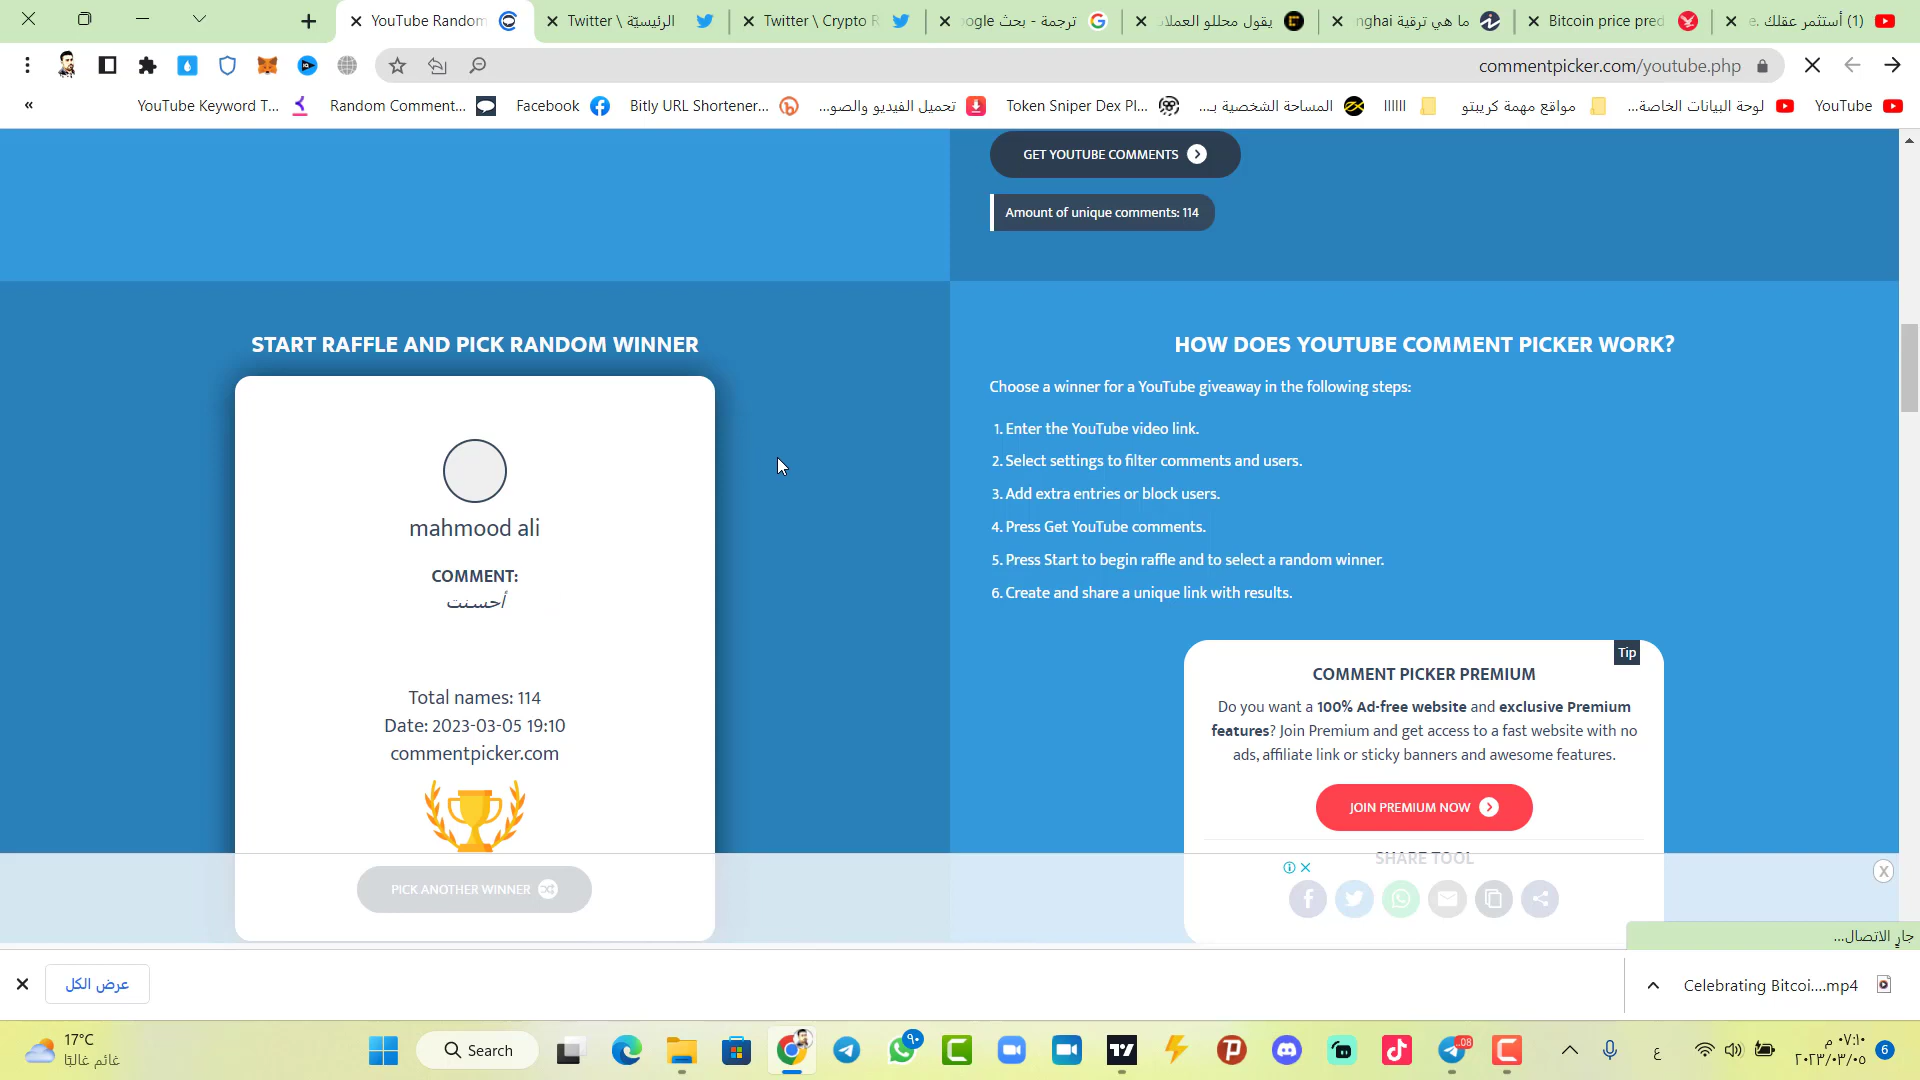 YouTube Random
الرئيسيّة \ Twitter
Twitter \ Crypto R
ترجمة - بحث Google
يقول محللو العملات
ما هي ترقية Shanghai
Bitcoin price pred
(1) أستثمر عقلك
commentpicker.com/youtube.php
YouTube Keyword T...
Random Comment...
Facebook
Bitly URL Shortener...
تحميل الفيديو والصو...
Token Sniper Dex Pl...
المساحة الشخصية بـ...
llllll
مواقع مهمة كريبتو
لوحة البيانات الخاصة...
YouTube
GET YOUTUBE COMMENTS
Amount of unique comments: 114
START RAFFLE AND PICK RANDOM WINNER
mahmood ali
COMMENT:
أحسنت
Total names: 114
Date: 2023-03-05 19:10
commentpicker.com
PICK ANOTHER WINNER
HOW DOES YOUTUBE COMMENT PICKER WORK?
Choose a winner for a YouTube giveaway in the following steps:
1. Enter the YouTube video link.
2. Select settings to filter comments and users.
3. Add extra entries or block users.
4. Press Get YouTube comments.
5. Press Start to begin raffle and to select a random winner.
6. Create and share a unique link with results.
Tip
COMMENT PICKER PREMIUM
Do you want a 100% Ad-free website and exclusive Premium
features? Join Premium and get access to a fast website with no
ads, affiliate link or sticky banners and awesome features.
JOIN PREMIUM NOW
SHARE TOOL
X
جارٍ الاتصال...
عرض الكل
Celebrating Bitcoi....mp4
17°C
غائم غالبًا
Search
٩٠
..08
ع
٠٧:١٠ م
٢٠٢٣/٠٣/٠٥
6